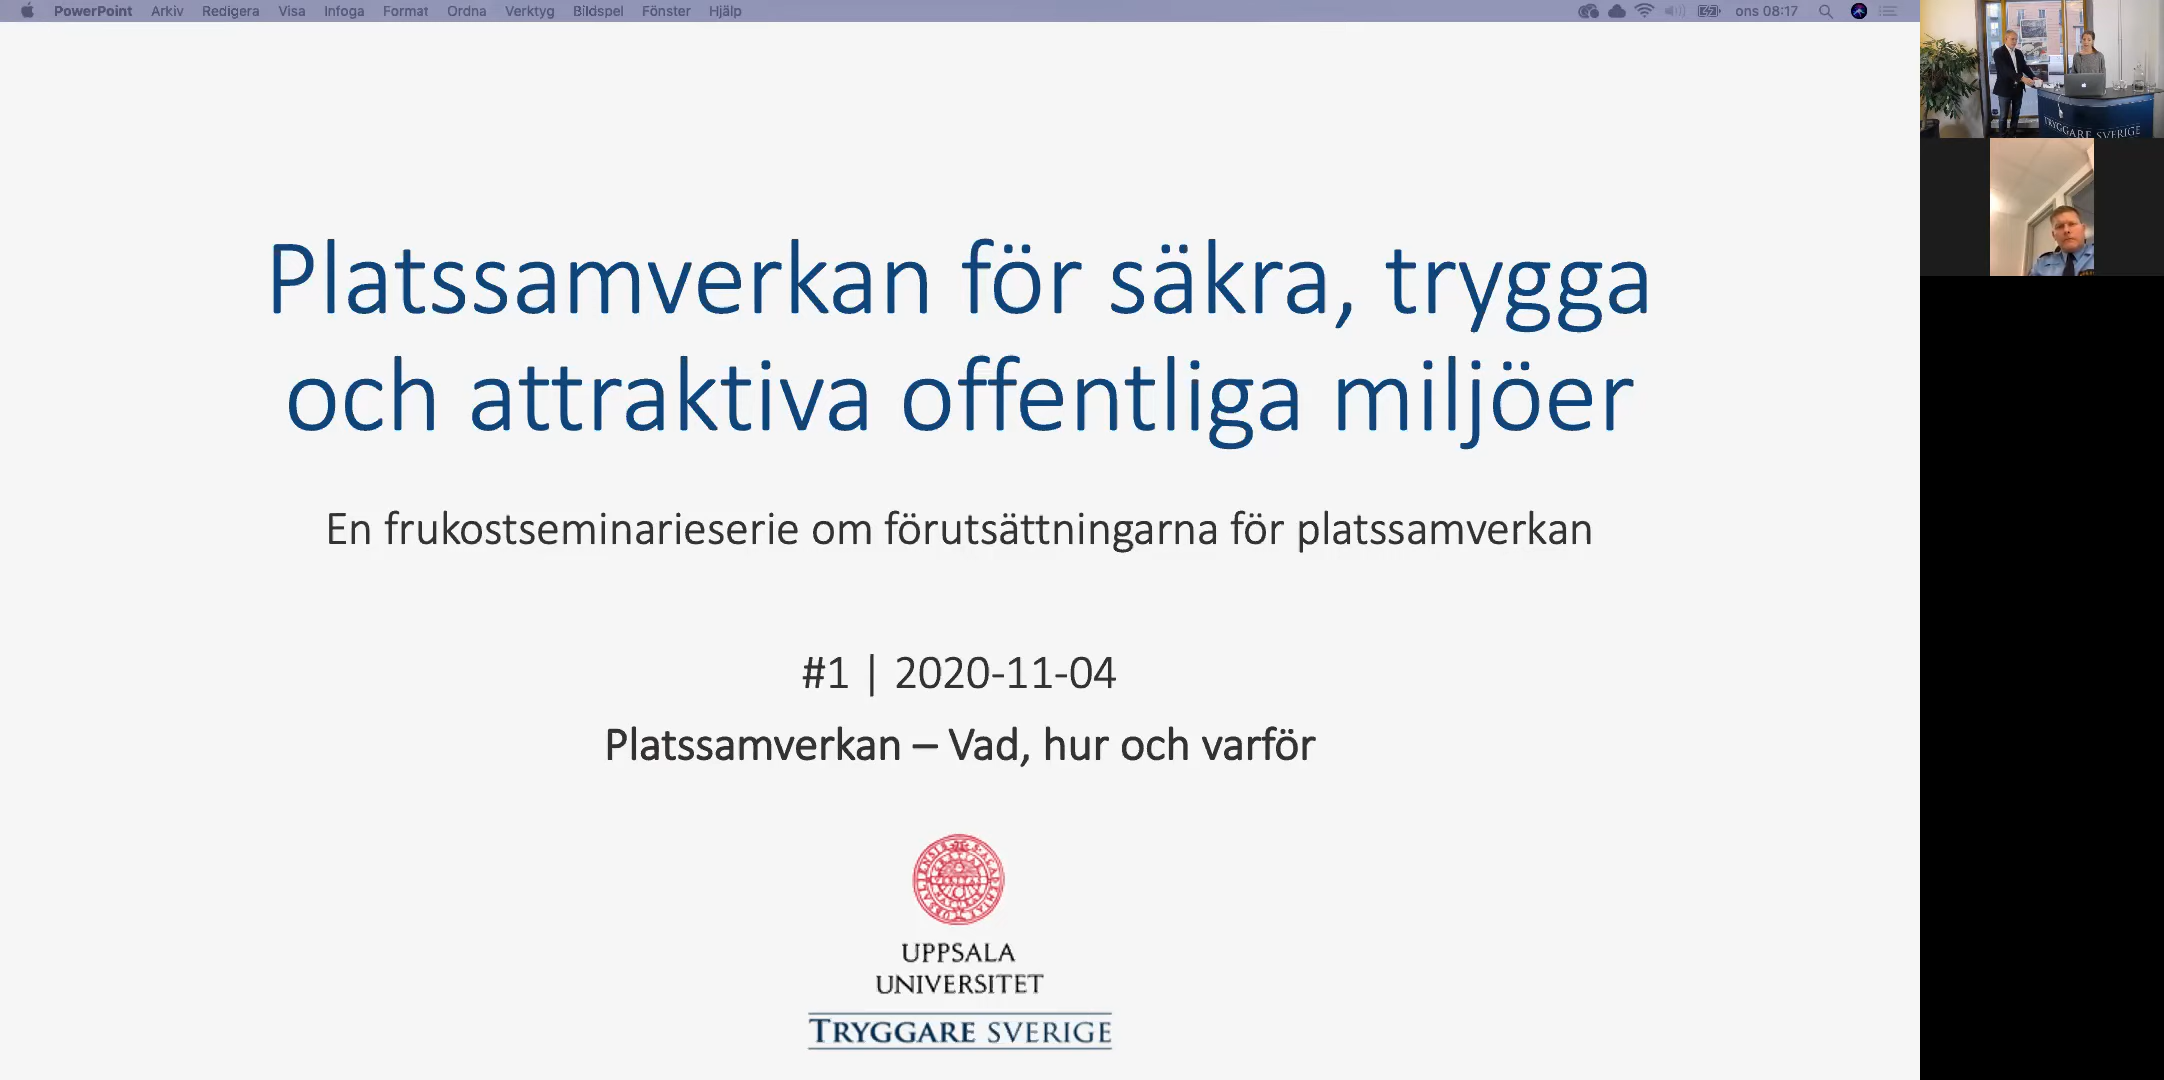 PowerPoint Arkiv Redigera Visa Infoga Format Ordna Verktyg Bildspel Fönster Hjälp
ons 08:17
TRYGGARE SVERIGE
Platssamverkan för säkra, trygga
och attraktiva offentliga miljöer
En frukostseminarieserie om förutsättningarna för platssamverkan
#1 | 2020-11-04
Platssamverkan – Vad, hur och varför
UPPSALA
UNIVERSITET
TRYGGARE SVERIGE